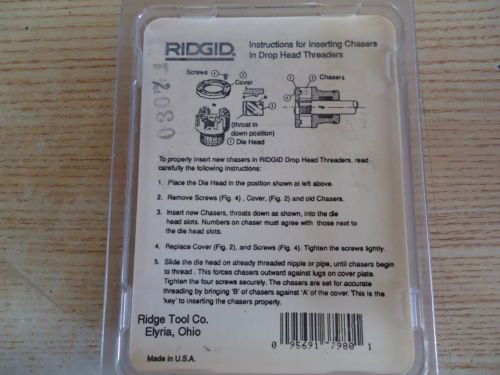 RIDGID
Instructions for Inserting Chasers
in Drop Head Threaders
Screws
Cover
Chasers
Pipe
(throat in
down position)
Die Head
To properly insert new chasers in RIDGID Drop Head Threaders, read
carefully the following instructions:
1. Place the Die Head in the position shown at left above.
2. Remove Screws (Fig. 4) , Cover, (Fig. 2) and old Chasers.
3. Insert new Chasers, throats down as shown, into the die
head slots. Numbers on chaser must agree with those next to
the die head slots.
4. Replace Cover (Fig. 2), and Screws (Fig. 4). Tighten the screws lightly.
5. Slide the die head on already threaded nipple or pipe, until chasers begin
to thread . This forces chasers outward against lugs on cover plate.
Tighten the four screws securely. The chasers are set for accurate
threading by bringing 'B' of chasers against 'A' of the cover. This is the
'key' to inserting the chasers properly.
Ridge Tool Co.
Elyria, Ohio
Made in U.S.A.
0 95691 7980 1